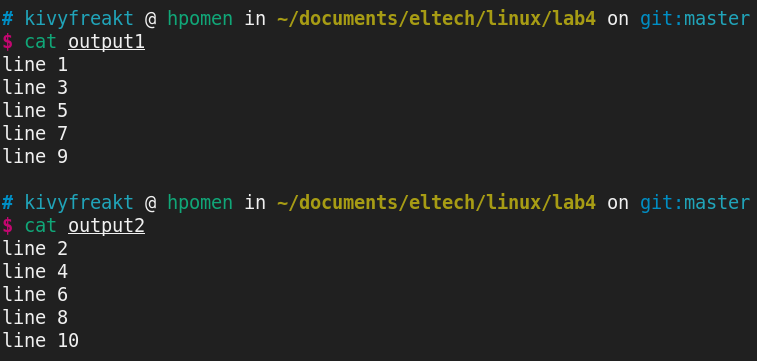 # kivyfreakt @ hpomen in ~/documents/eltech/linux/lab4 on git:master
$ cat output1
line 1
line 3
line 5
line 7
line 9
# kivyfreakt @ hpomen in ~/documents/eltech/linux/lab4 on git:master
$ cat output2
line 2
line 4
line 6
line 8
line 10